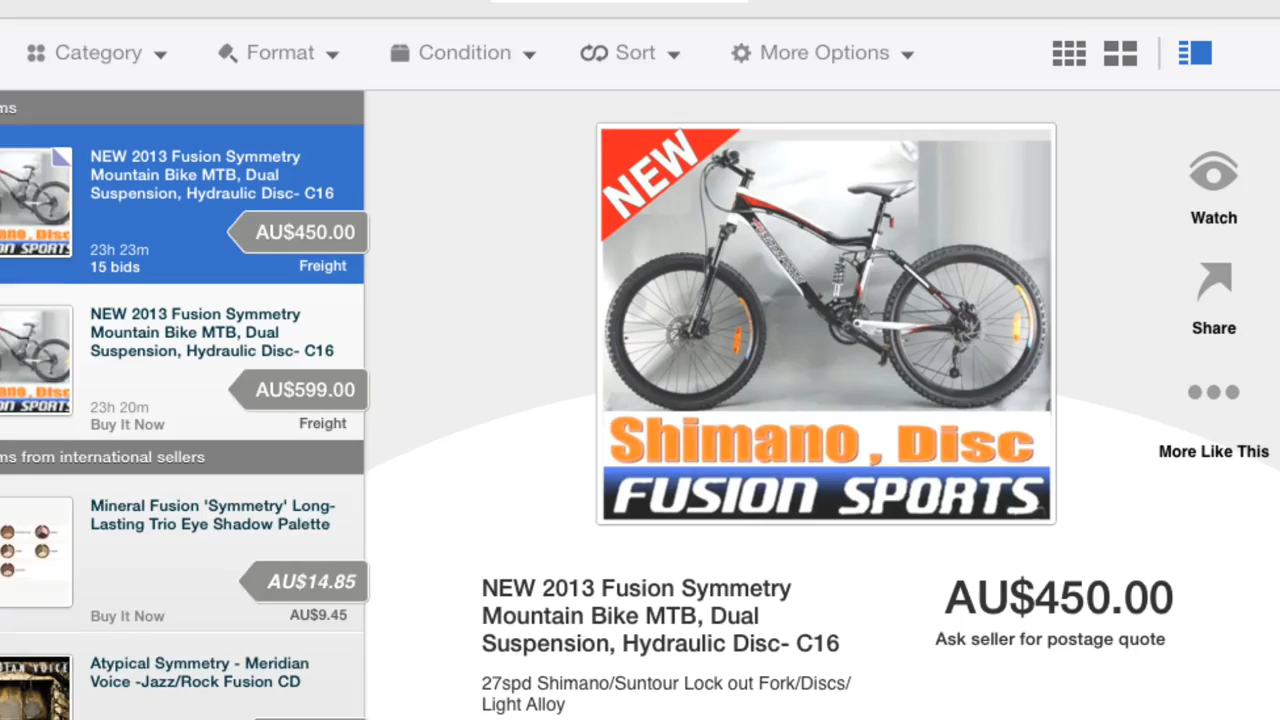 Category
Format
Condition
Sort
More Options
ms
NEW 2013 Fusion Symmetry
Mountain Bike MTB, Dual
Suspension, Hydraulic Disc- C16
AU$450.00
23h 23m
15 bids
Freight
NEW 2013 Fusion Symmetry
Mountain Bike MTB, Dual
Suspension, Hydraulic Disc- C16
AU$599.00
23h 20m
Buy It Now
Freight
ms from international sellers
Mineral Fusion 'Symmetry' Long-
Lasting Trio Eye Shadow Palette
AU$14.85
Buy It Now
AU$9.45
Atypical Symmetry - Meridian
Voice -Jazz/Rock Fusion CD
NEW
Shimano, Disc
FUSION SPORTS
Watch
Share
More Like This
NEW 2013 Fusion Symmetry
Mountain Bike MTB, Dual
Suspension, Hydraulic Disc- C16
27spd Shimano/Suntour Lock out Fork/Discs/
Light Alloy
AU$450.00
Ask seller for postage quote